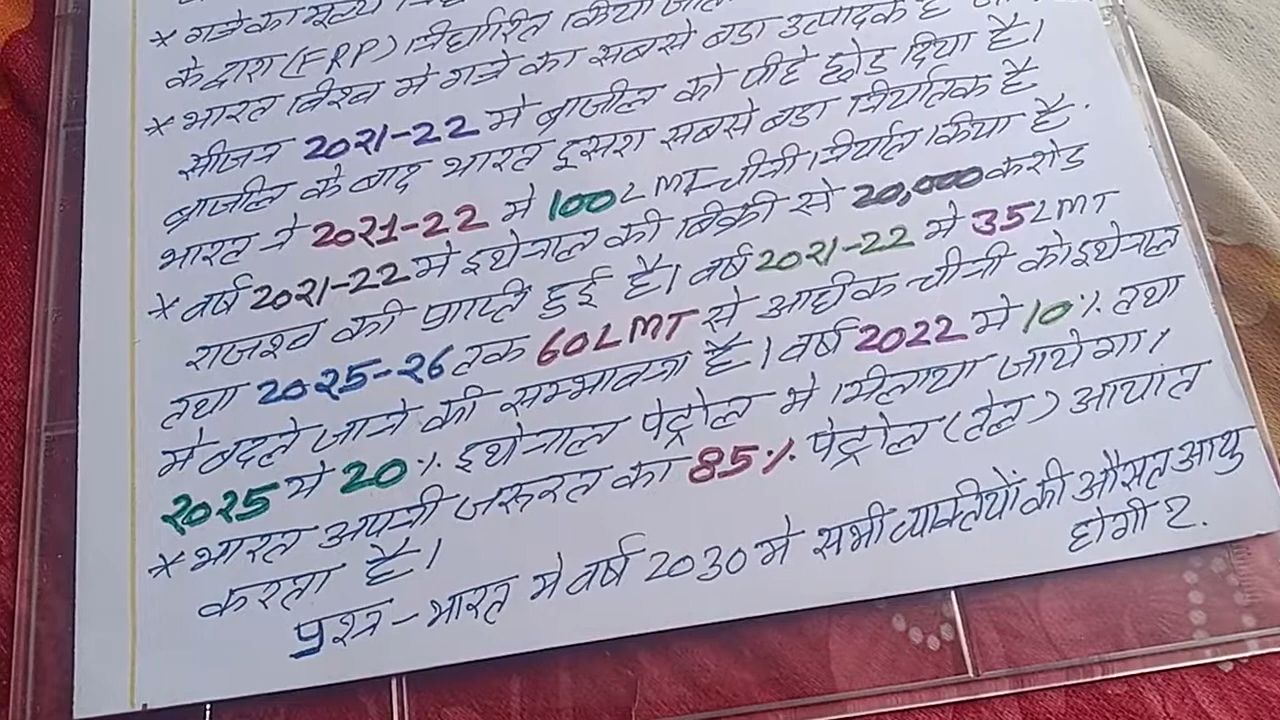 * गन्ने का मूल्य
के द्वारा (FRP) निर्धारित किया जाता
* भारत विश्व मे गन्ने का सबसे बडा उत्पादक है
सीजन 2021-22 मे ब्राजील को पीछे छोड दिया है।
ब्राजील के बाद भारत दूसरा सबसे बडा निर्यातक है
भारत ने 2021-22 मे 100 LMT चीनी निर्यात किया है.
* वर्ष 2021-22 मे इथेनाल की बिक्री से 20,000 करोड
राजश्व की प्राप्ती हुई है। वर्ष 2021-22 मे 35 LMT
तथा 2025-26 तक 60 LMT से अधीक चीनी को इथेनाल
मे बदले जाने की सम्भावना है। वर्ष 2022 मे 10% तथा
2025 मे 20% इथेनाल पेट्रोल मे मिलाया जायेगा।
* भारत अपनी जरूरत का 85% पेट्रोल (तेल) आयात
करता है।
प्रश्न - भारत मे वर्ष 2030 मे सभी व्यक्तियों की औसत आयु
होगी ?.